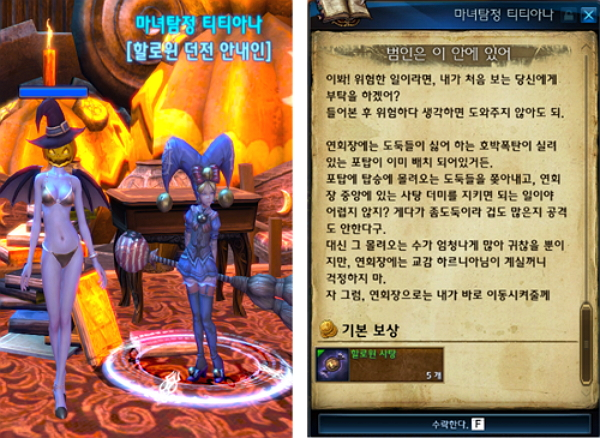 마녀탐정 티티아나
[할로윈 던전 안내인]
마녀탐정 티티아나
범인은 이 안에 있어
이봐! 위험한 일이라면, 내가 처음 보는 당신에게
부탁을 하겠어?
들어본 후 위험하다 생각하면 도와주지 않아도 되.
연회장에는 도둑들이 싫어 하는 호박폭탄이 실려
있는 포탑이 이미 배치 되어있거든.
포탑에 탑승에 몰려오는 도둑들을 쫓아내고, 연회
장 중앙에 있는 사탕 더미를 지키면 되는 일이야
어렵지 않지? 게다가 좀도둑이라 겁도 많은지 공격
도 안한다구.
대신 그 몰려오는 수가 엄청나게 많아 귀찮을 뿐이
지만, 연회장에는 교감 하르니아님이 계실꺼니
걱정하지 마.
자 그럼, 연회장으로는 내가 바로 이동시켜줄께
기본 보상
할로윈 사탕
5 개
수락한다. F